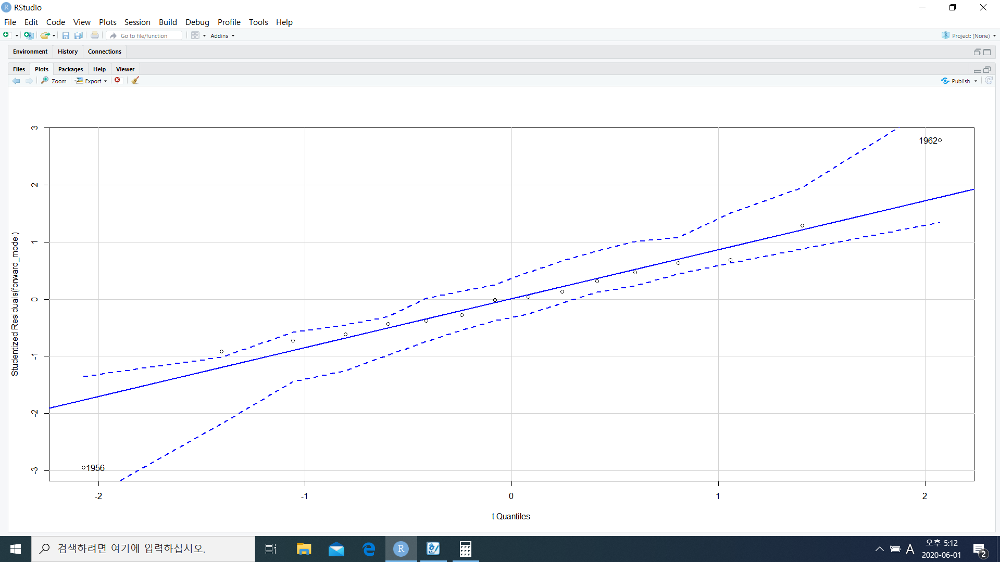 RStudio
File Edit Code View Plots Session Build Debug Profile Tools Help
Go to file/function Addins Project: (None)
Environment History Connections
Files Plots Packages Help Viewer
Zoom Export Publish
3
2
1
0
-1
-2
-3
Studentized Residuals(forward_model)
1962
1956
-2 -1 0 1 2
t Quantiles
검색하려면 여기에 입력하십시오.
A
오후 5:12
2020-06-01
2